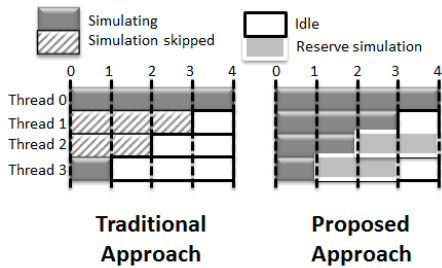 Simulating
Simulation skipped
Idle
Reserve simulation
0 1 2 3 4
0 1 2 3 4
Thread 0
Thread 1
Thread 2
Thread 3
Traditional
Approach
Proposed
Approach